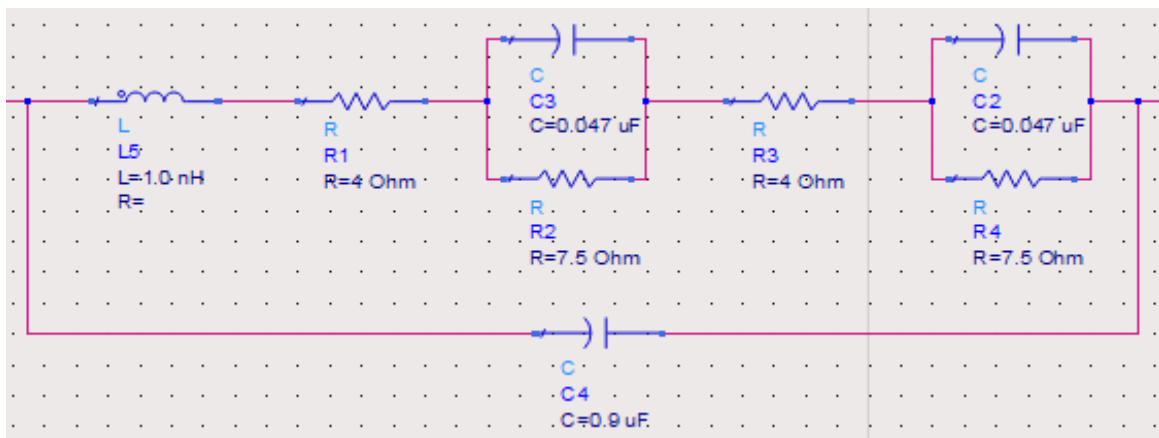 C
C3
C=0.047 uF
C
C2
C=0.047 uF
L
L5
L=1.0 nH
R=
R
R1
R=4 Ohm
R
R3
R=4 Ohm
R
R2
R=7.5 Ohm
R
R4
R=7.5 Ohm
C
C4
C=0.9 uF